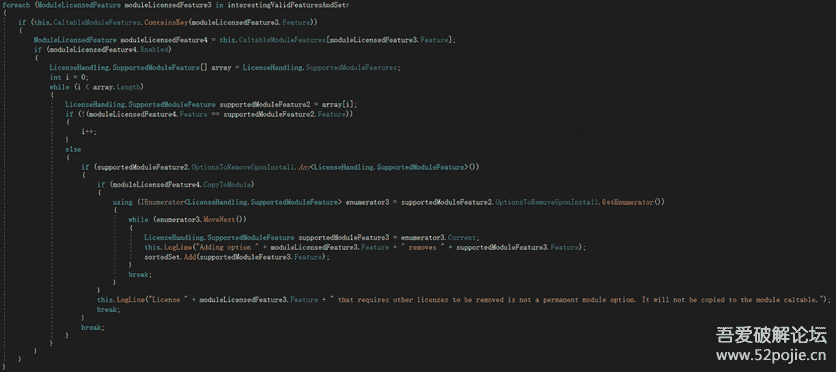 foreach (ModuleLicensedFeature moduleLicensedFeature3 in interestingValidFeaturesAndSets
{
if (this.CaltableModuleFeatures.ContainsKey(moduleLicensedFeature3.Feature))
{
ModuleLicensedFeature moduleLicensedFeature4 = this.CaltableModuleFeatures[moduleLicensedFeature3.Feature];
if (moduleLicensedFeature4.Enabled)
{
LicenseHandling.SupportedModuleFeature[] array = LicenseHandling.SupportedModuleFeatures;
int i = 0;
while (i < array.Length)
{
LicenseHandling.SupportedModuleFeature supportedModuleFeature2 = array[i];
if (!(moduleLicensedFeature4.Feature == supportedModuleFeature2.Feature))
{
i++;
}
else
{
if (supportedModuleFeature2.OptionsToRemoveUponInstall.Any<LicenseHandling.SupportedModuleFeature>())
{
if (moduleLicensedFeature4.CopyToModule)
{
using (IEnumerator<LicenseHandling.SupportedModuleFeature> enumerator3 = supportedModuleFeature2.OptionsToRemoveUponInstall.GetEnumerator())
{
while (enumerator3.MoveNext())
{
LicenseHandling.SupportedModuleFeature supportedModuleFeature3 = enumerator3.Current;
this.LogLine("Adding option " + moduleLicensedFeature3.Feature + " removes " + supportedModuleFeature3.Feature);
sortedSet.Add(supportedModuleFeature3.Feature);
}
break;
}
}
this.LogLine("License " + moduleLicensedFeature3.Feature + " that requires other licenses to be removed is not a permanent module option. It will not be copied to the module caltable.");
break;
}
break;
}
}
}
}
}
吾爱破解论坛
www.52pojie.cn